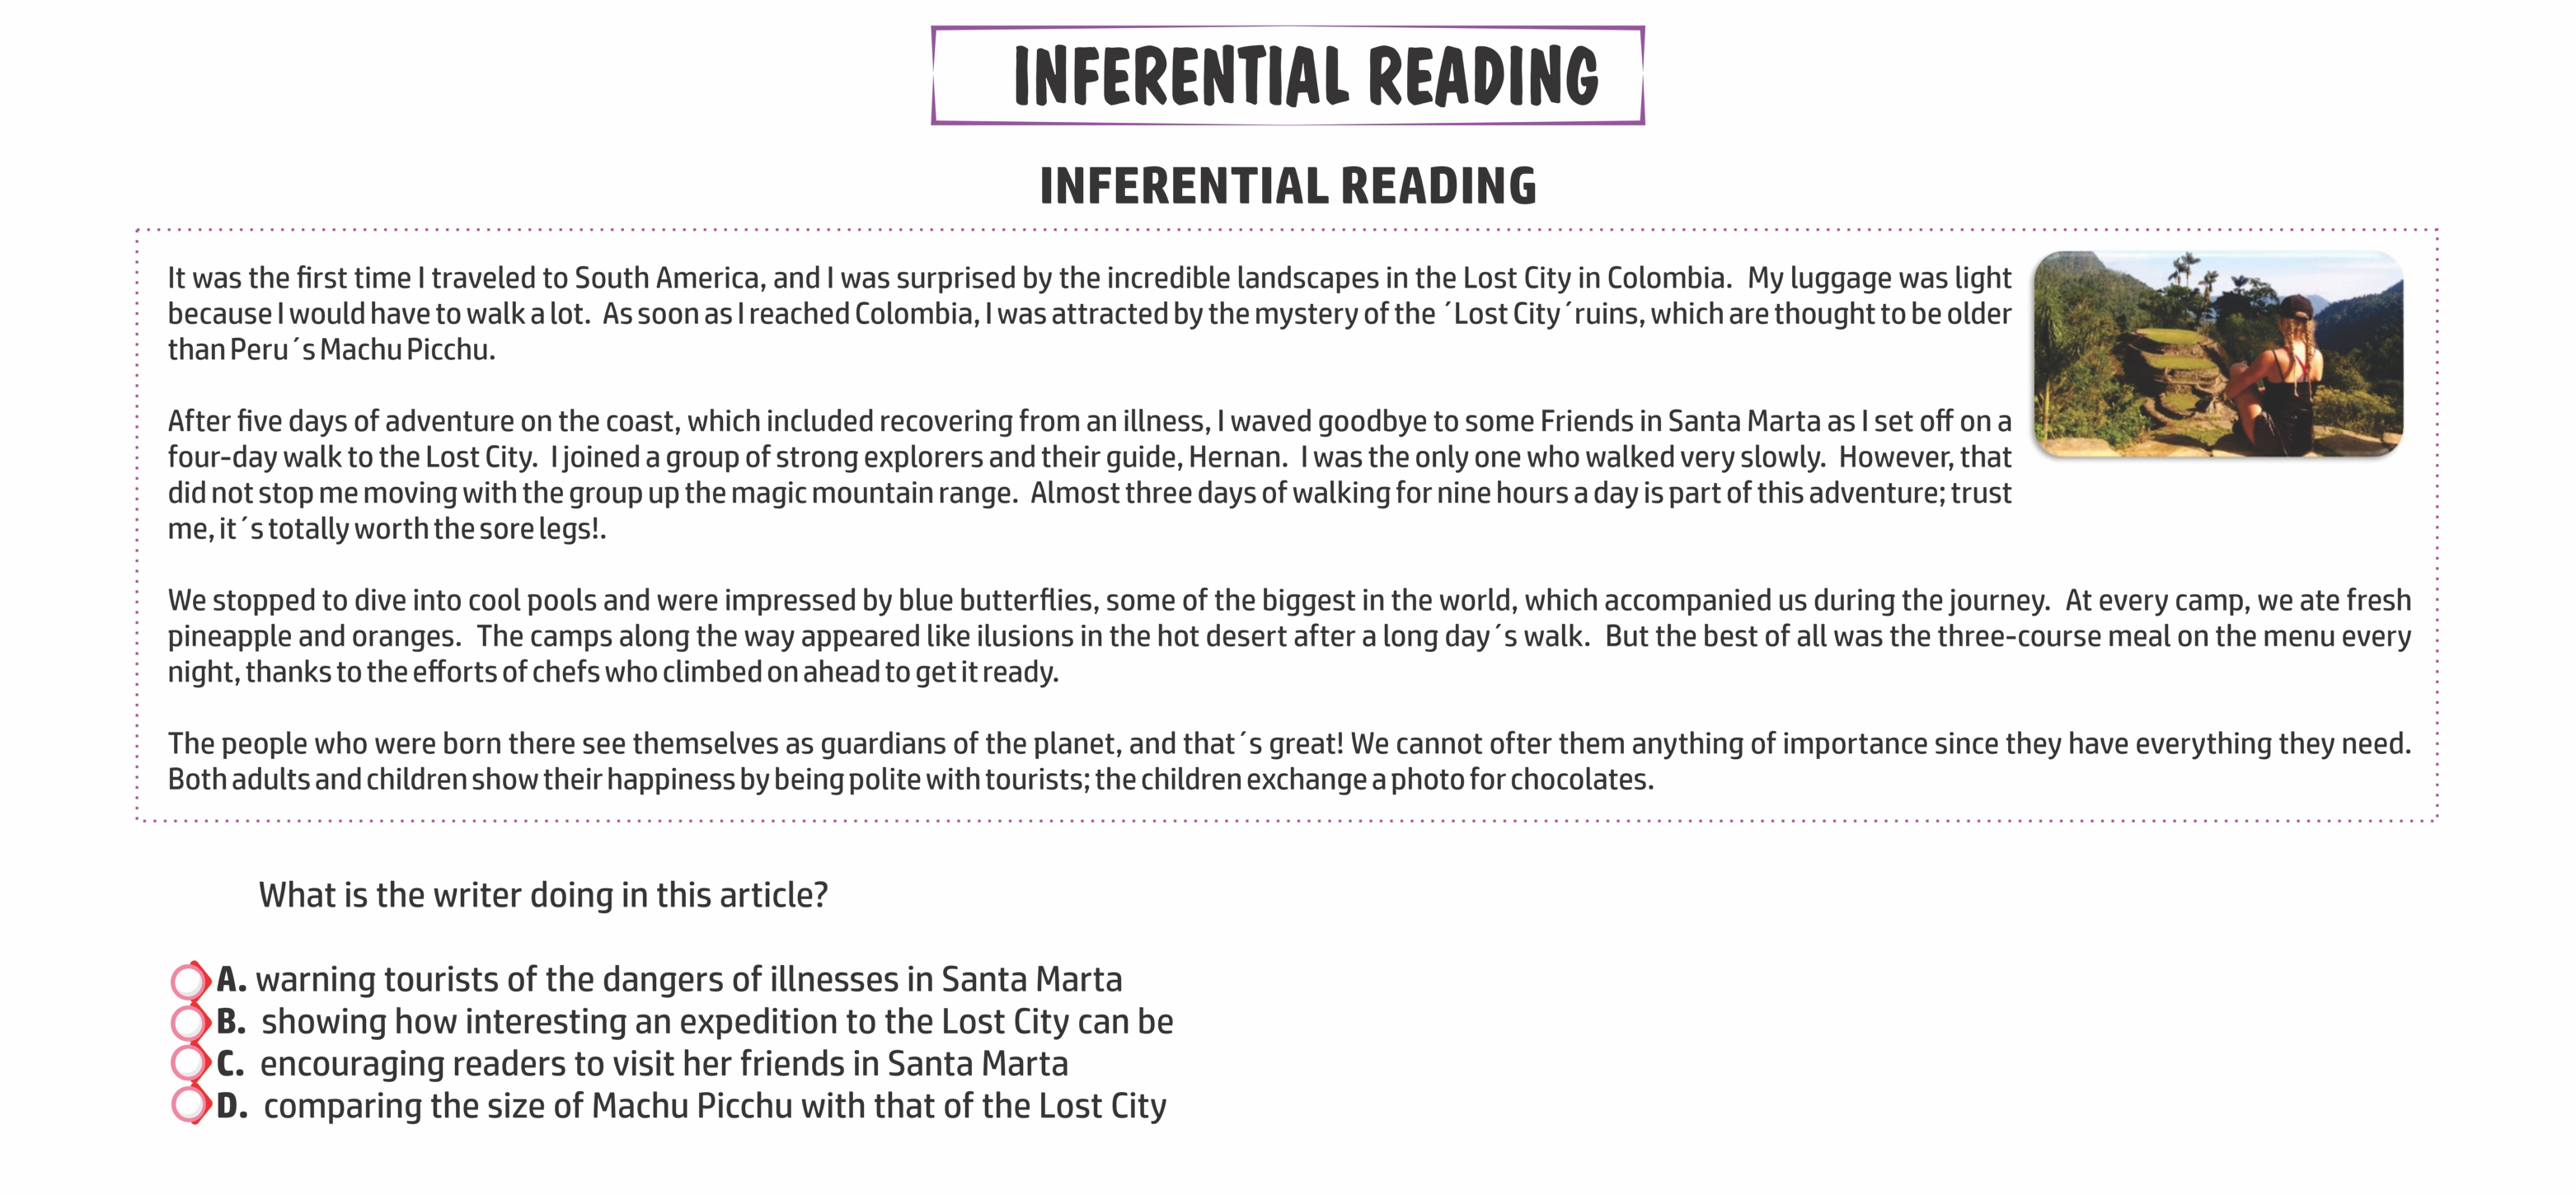 INFERENTIAL READING
INFERENTIAL READING
It was the first time I traveled to South America, and I was surprised by the incredible landscapes in the Lost City in Colombia. My luggage was light
because I would have to walk a lot. As soon as I reached Colombia, I was attracted by the mystery of the ´Lost City´ruins, which are thought to be older
than Peru´s Machu Picchu.
After five days of adventure on the coast, which included recovering from an illness, I waved goodbye to some Friends in Santa Marta as I set off on a
four-day walk to the Lost City. I joined a group of strong explorers and their guide, Hernan. I was the only one who walked very slowly. However, that
did not stop me moving with the group up the magic mountain range. Almost three days of walking for nine hours a day is part of this adventure; trust
me, it´s totally worth the sore legs!.
We stopped to dive into cool pools and were impressed by blue butterflies, some of the biggest in the world, which accompanied us during the journey. At every camp, we ate fresh
pineapple and oranges. The camps along the way appeared like ilusions in the hot desert after a long day´s walk. But the best of all was the three-course meal on the menu every
night, thanks to the efforts of chefs who climbed on ahead to get it ready.
The people who were born there see themselves as guardians of the planet, and that´s great! We cannot ofter them anything of importance since they have everything they need.
Both adults and children show their happiness by being polite with tourists; the children exchange a photo for chocolates.
What is the writer doing in this article?
A. warning tourists of the dangers of illnesses in Santa Marta
B. showing how interesting an expedition to the Lost City can be
C. encouraging readers to visit her friends in Santa Marta
D. comparing the size of Machu Picchu with that of the Lost City